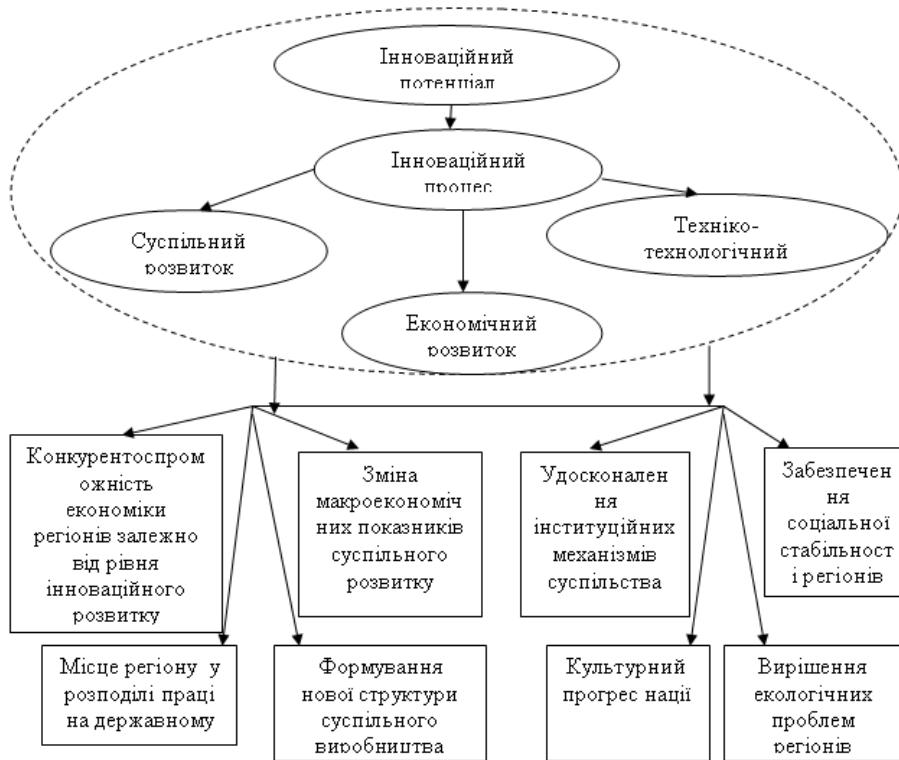 Інноваційний
потенціал
Інноваційний
процес
Суспільний
розвиток
Техніко-
технологічний
Економічний
розвиток
Конкурентоспром
ожність
економіки
регіонів залежно
від рівня
інноваційного
розвитку
Зміна
макроекономіч
них показників
суспільного
розвитку
Удосконален
ня
інституційних
механізмів
суспільства
Забезпечен
ня
соціальної
стабільност
і регіонів
Місце регіону у
розподілі праці
на державному
Формування
нової структури
суспільного
виробництва
Культурний
прогрес нації
Вирішення
екологічних
проблем
регіонів